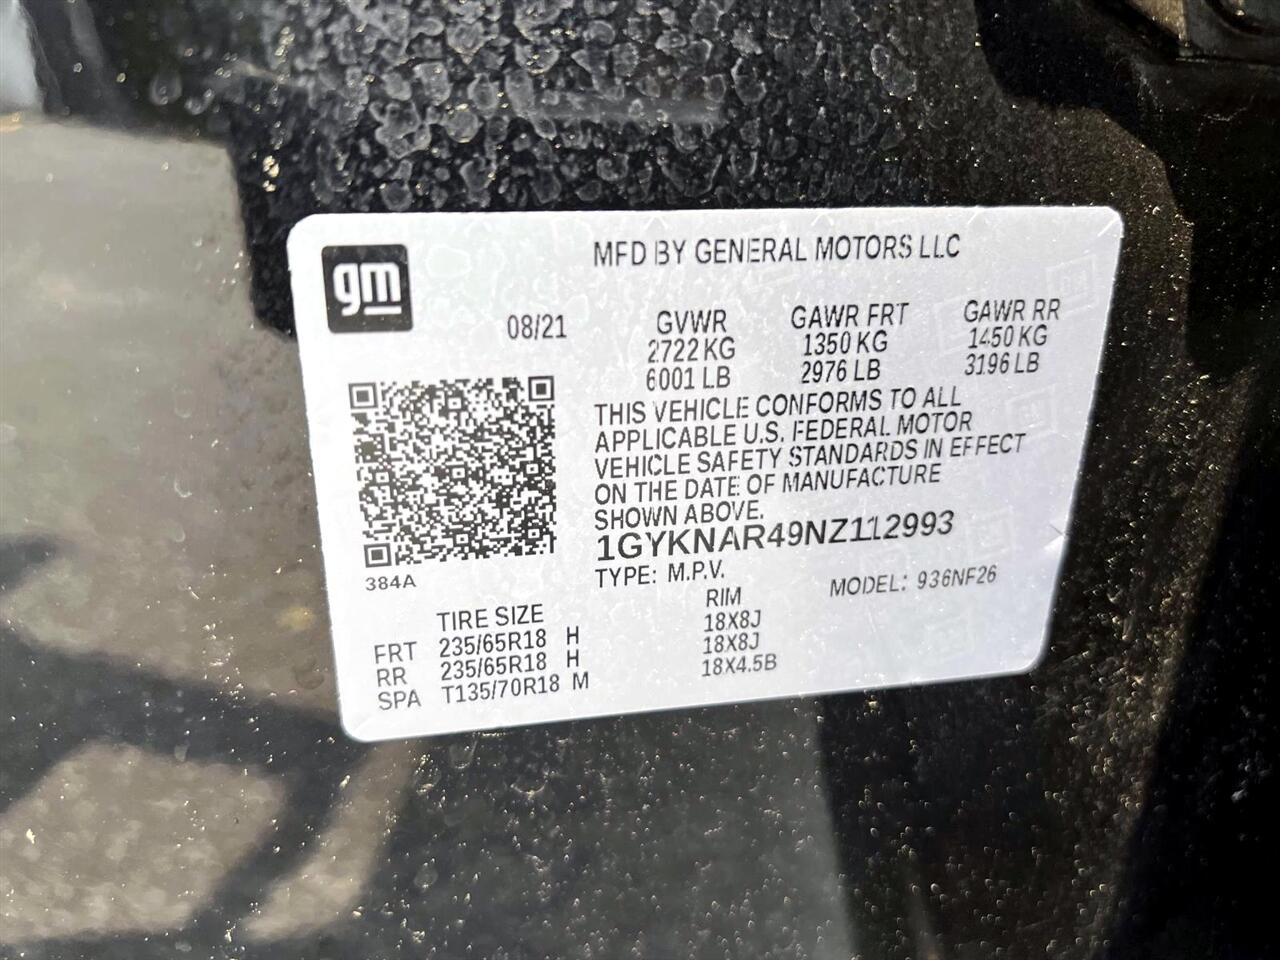 gm
MFD BY GENERAL MOTORS LLC
08/21
GVWR GAWR FRT GAWR RR
2722 KG 1350 KG 1450 KG
6001 LB 2976 LB 3196 LB
THIS VEHICLE CONFORMS TO ALL
APPLICABLE U.S. FEDERAL MOTOR
VEHICLE SAFETY STANDARDS IN EFFECT
ON THE DATE OF MANUFACTURE
SHOWN ABOVE.
1GYKNAR49NZ112993
384A
TYPE: M.P.V. MODEL: 936NF26
TIRE SIZE RIM
FRT 235/65R18 H 18X8J
RR 235/65R18 H 18X8J
SPA T135/70R18 M 18X4.5B